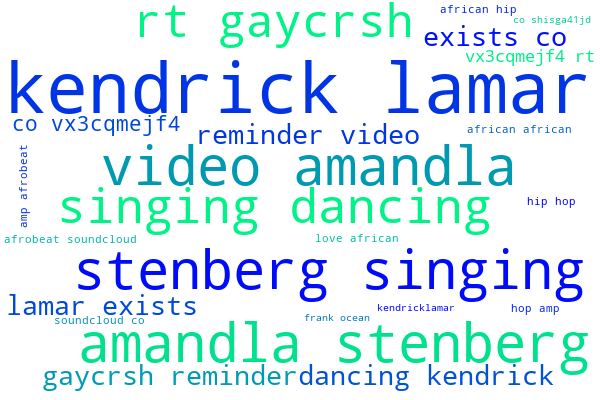 african hip
rt gaycrsh
co shisga41jd
exists co
vx3cqmejf4 rt
kendrick lamar
co vx3cqmejf4
reminder video
african african
amp afrobeat
video amandla
singing dancing
hip hop
afrobeat soundcloud
love african
stenberg singing
lamar exists
kendricklamar
hop amp
soundcloud co
frank ocean
amandla stenberg
gaycrsh reminder
dancing kendrick